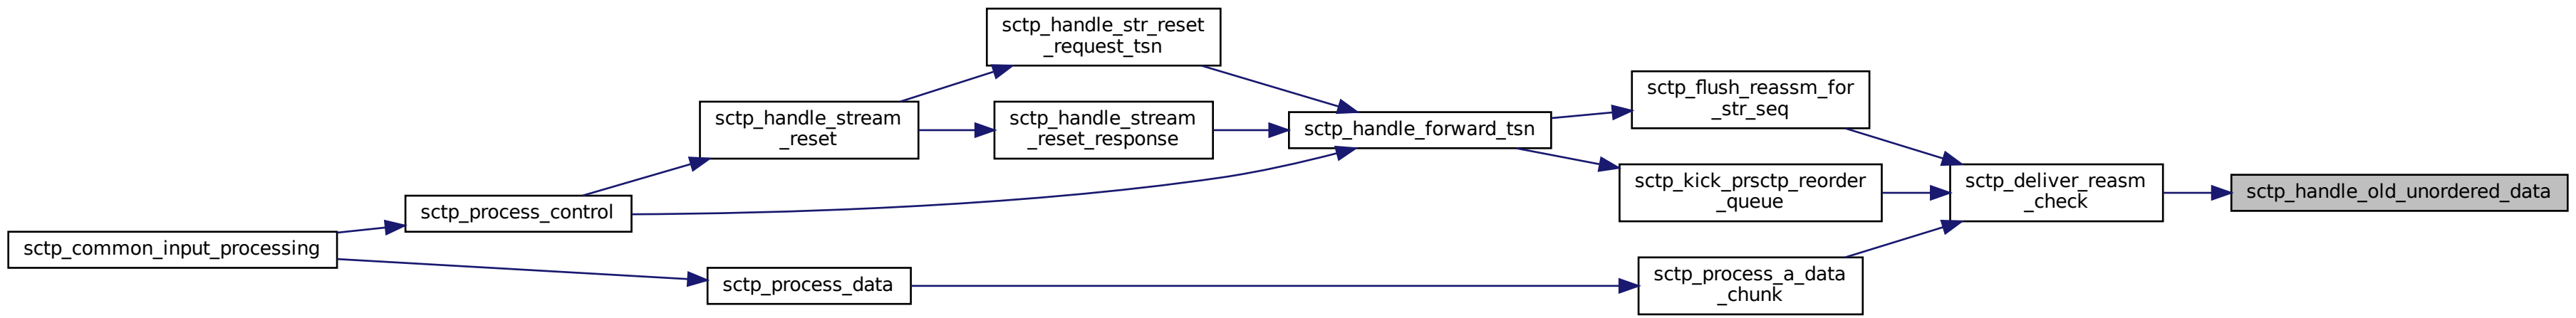 sctp_handle_str_reset
_request_tsn
sctp_flush_reassm_for
_str_seq
sctp_handle_stream
_reset
sctp_handle_stream
_reset_response
sctp_handle_forward_tsn
sctp_kick_prsctp_reorder
_queue
sctp_deliver_reasm
_check
sctp_handle_old_unordered_data
sctp_process_control
sctp_common_input_processing
sctp_process_data
sctp_process_a_data
_chunk